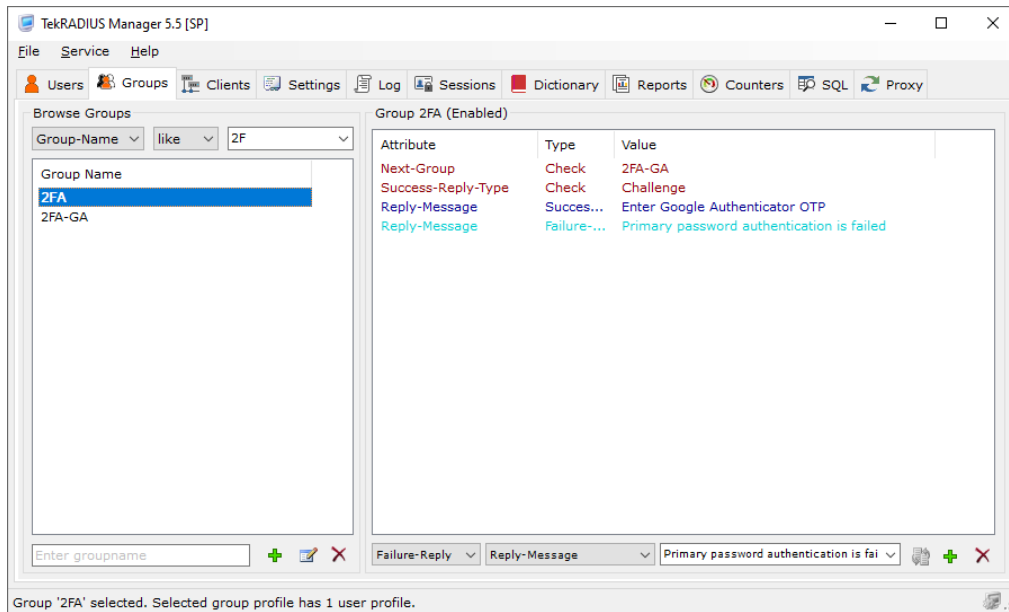 TekRADIUS Manager 5.5 [SP]
File Service Help
Users Groups Clients Settings Log Sessions Dictionary Reports Counters SQL Proxy
Browse Groups
Group-Name like 2F
Group Name
2FA
2FA-GA
Enter groupname
Group 2FA (Enabled)
Attribute Type Value
Next-Group Check 2FA-GA
Success-Reply-Type Check Challenge
Reply-Message Succes... Enter Google Authenticator OTP
Reply-Message Failure-... Primary password authentication is failed
Failure-Reply Reply-Message Primary password authentication is fai
Group '2FA' selected. Selected group profile has 1 user profile.